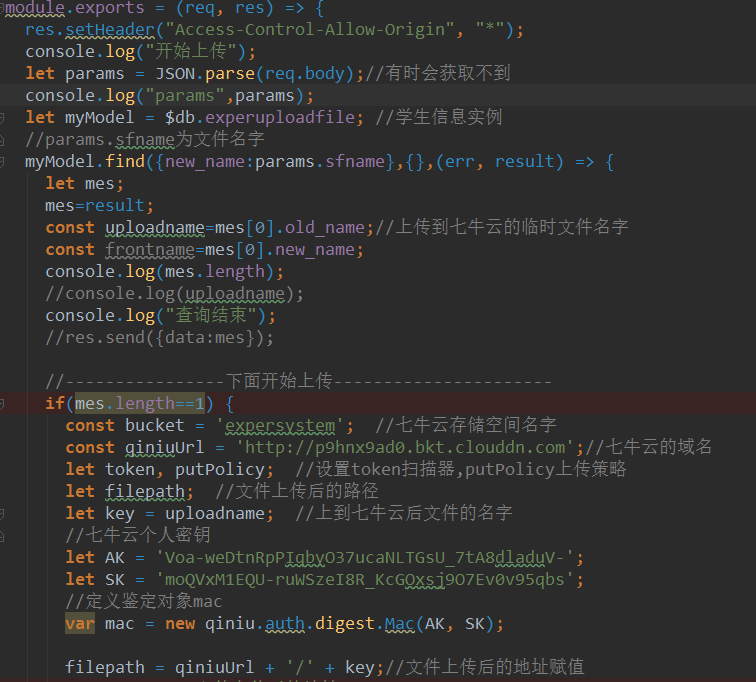 module.exports = (req, res) => {
res.setHeader("Access-Control-Allow-Origin", "*");
console.log("开始上传");
let params = JSON.parse(req.body);//有时会获取不到
console.log("params",params);
let myModel = $db.experuploadfile; //学生信息实例
//params.sfname为文件名字
myModel.find({new_name:params.sfname},{},(err, result) => {
let mes;
mes=result;
const uploadname=mes[0].old_name;//上传到七牛云的临时文件名字
const frontname=mes[0].new_name;
console.log(mes.length);
//console.log(uploadname);
console.log("查询结束");
//res.send({data:mes});
//----------------下面开始上传----------------------
if(mes.length==1) {
const bucket = 'expersystem'; //七牛云存储空间名字
const qiniuUrl = 'http://p9hnx9ad0.bkt.clouddn.com';//七牛云的域名
let token, putPolicy; //设置token扫描器,putPolicy上传策略
let filepath; //文件上传后的路径
let key = uploadname; //上到七牛云后文件的名字
//七牛云个人密钥
let AK = 'Voa-weDtnRpPIqbyO37ucaNLTGsU_7tA8dladuV-';
let SK = 'moQVxM1EQU-ruWSzeI8R_KcGQxsj9O7Ev0v95qbs';
//定义鉴定对象mac
var mac = new qiniu.auth.digest.Mac(AK, SK);
filepath = qiniuUrl + '/' + key;//文件上传后的地址赋值